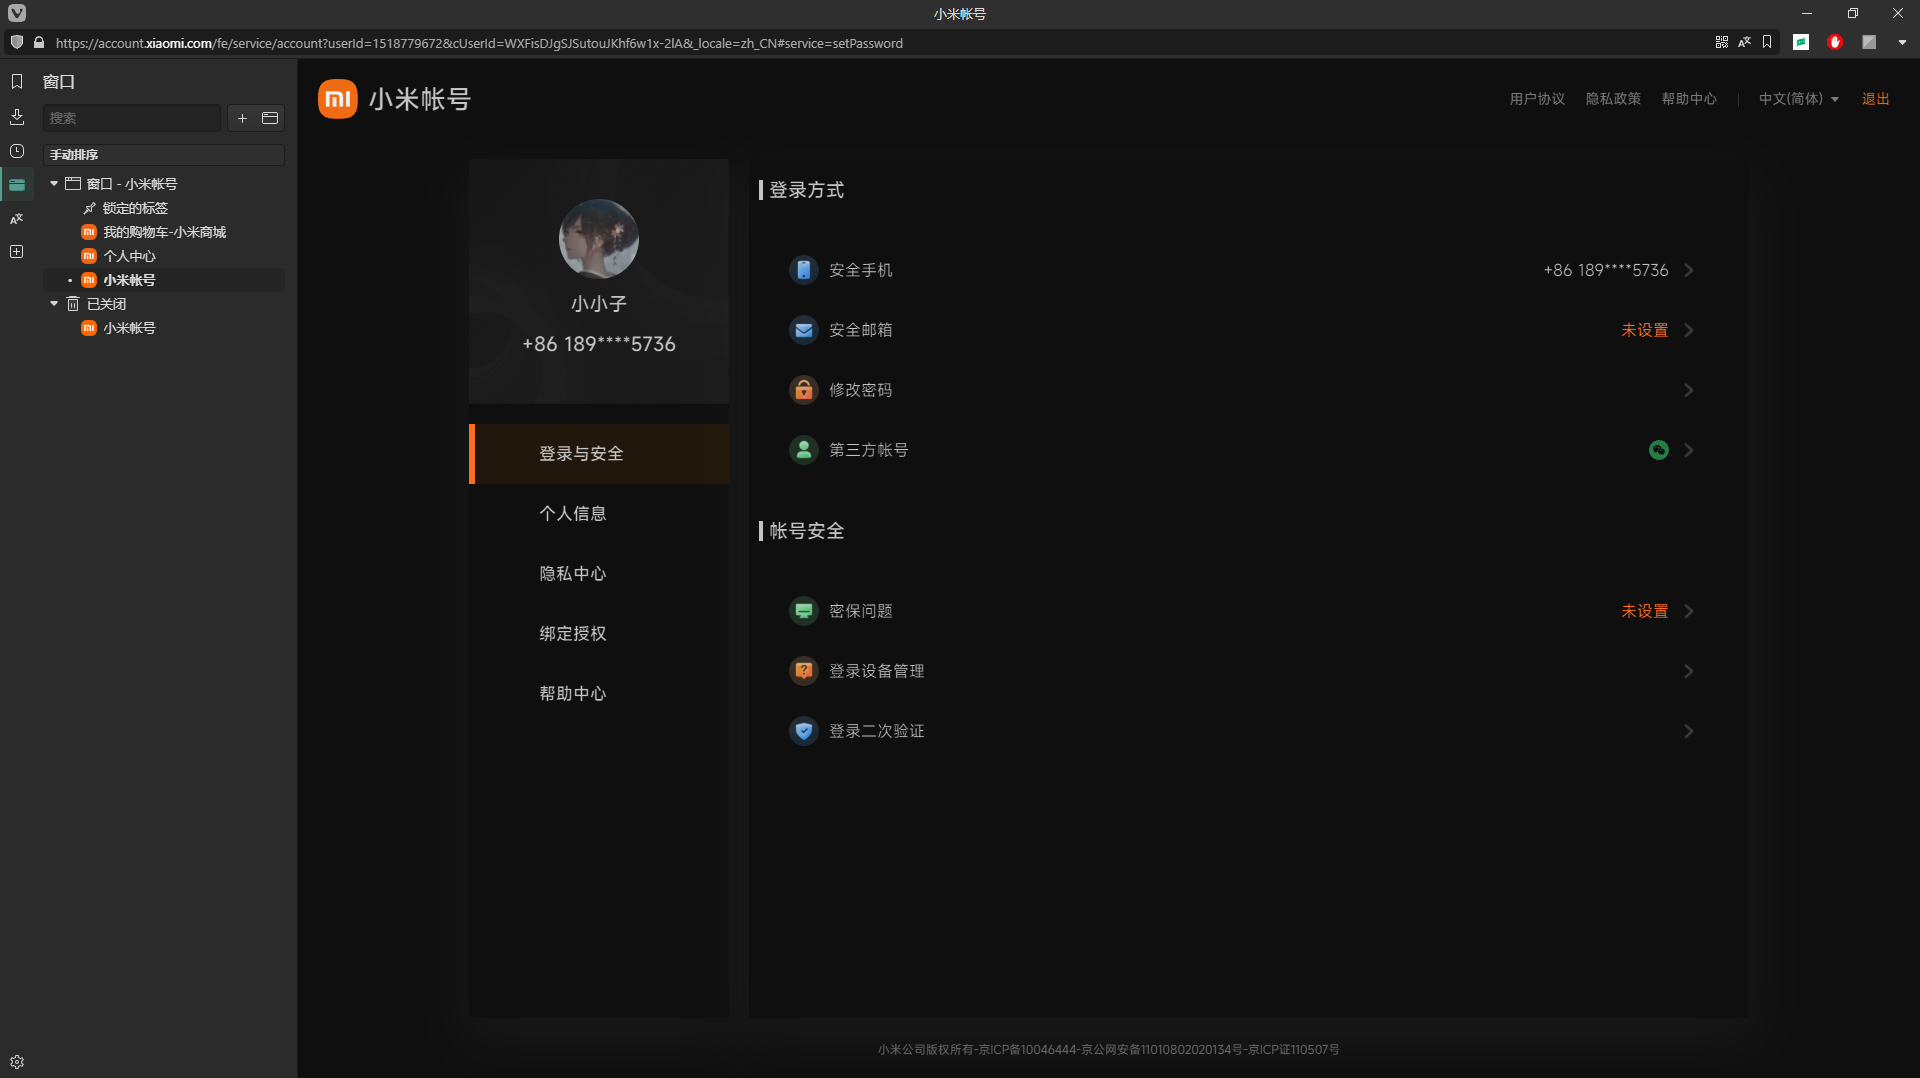 小米帐号
https://account.xiaomi.com/fe/service/account?userId=1518779672&cUserId=WXFisDJgSJSutouJKhf6w1x-2lA&_locale=zh_CN#service=setPassword
窗口
搜索
手动排序
窗口 - 小米帐号
锁定的标签
我的购物车-小米商城
个人中心
小米帐号
已关闭
小米帐号
小米帐号
用户协议 隐私政策 帮助中心 | 中文(简体) 退出
小小子
+86 189****5736
登录与安全
个人信息
隐私中心
绑定授权
帮助中心
登录方式
安全手机 +86 189****5736
安全邮箱 未设置
修改密码
第三方帐号
帐号安全
密保问题 未设置
登录设备管理
登录二次验证
小米公司版权所有-京ICP备10046444-京公网安备11010802020134号-京ICP证110507号